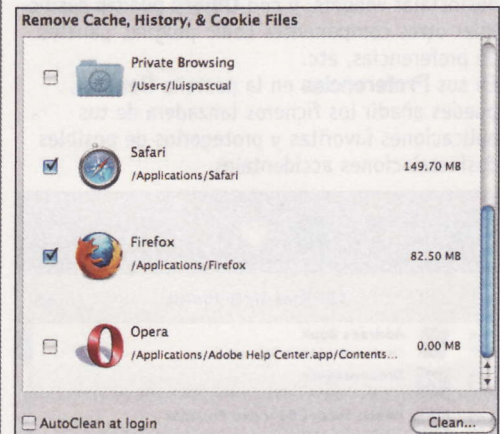 Remove Cache, History, & Cookie Files
Private Browsing
/Users/luispascual
Safari
/Applications/Safari
149.70 MB
Firefox
/Applications/Firefox
82.50 MB
Opera
/Applications/Adobe Help Center.app/Contents...
0.00 MB
AutoClean at login
Clean...